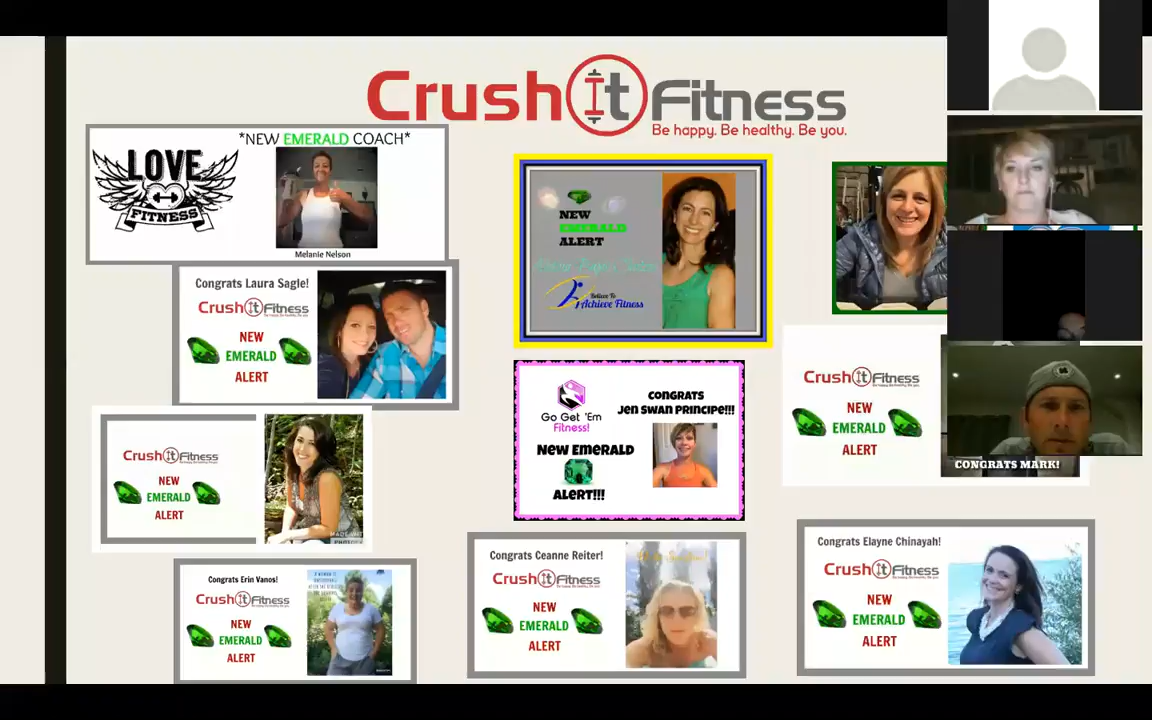 Crush It Fitness
Be happy. Be healthy. Be you.
*NEW EMERALD COACH*
LOVE
FITNESS
Melanie Nelson
NEW
EMERALD
ALERT
Believe To
Achieve Fitness
Congrats Laura Sagle!
Crush It Fitness
NEW
EMERALD
ALERT
Go Get 'Em
Fitness!
CONGRATS
JEN SWAN PRINCIPE!!!
NEW EMERALD
ALERT!!!
Crush It Fitness
NEW
EMERALD
ALERT
CONGRATS MARK!
Crush It Fitness
NEW
EMERALD
ALERT
Congrats Erin Vanos!
Crush It Fitness
NEW
EMERALD
ALERT
Congrats Ceanne Reiter!
Crush It Fitness
NEW
EMERALD
ALERT
Congrats Elayne Chinayah!
Crush It Fitness
NEW
EMERALD
ALERT